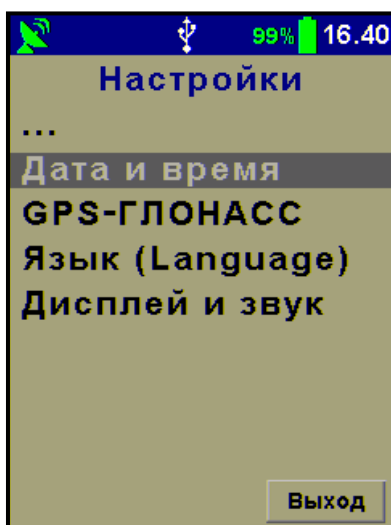 99% 16.40
Настройки
...
Дата и время
GPS-ГЛОНАСС
Язык (Language)
Дисплей и звук
Выход